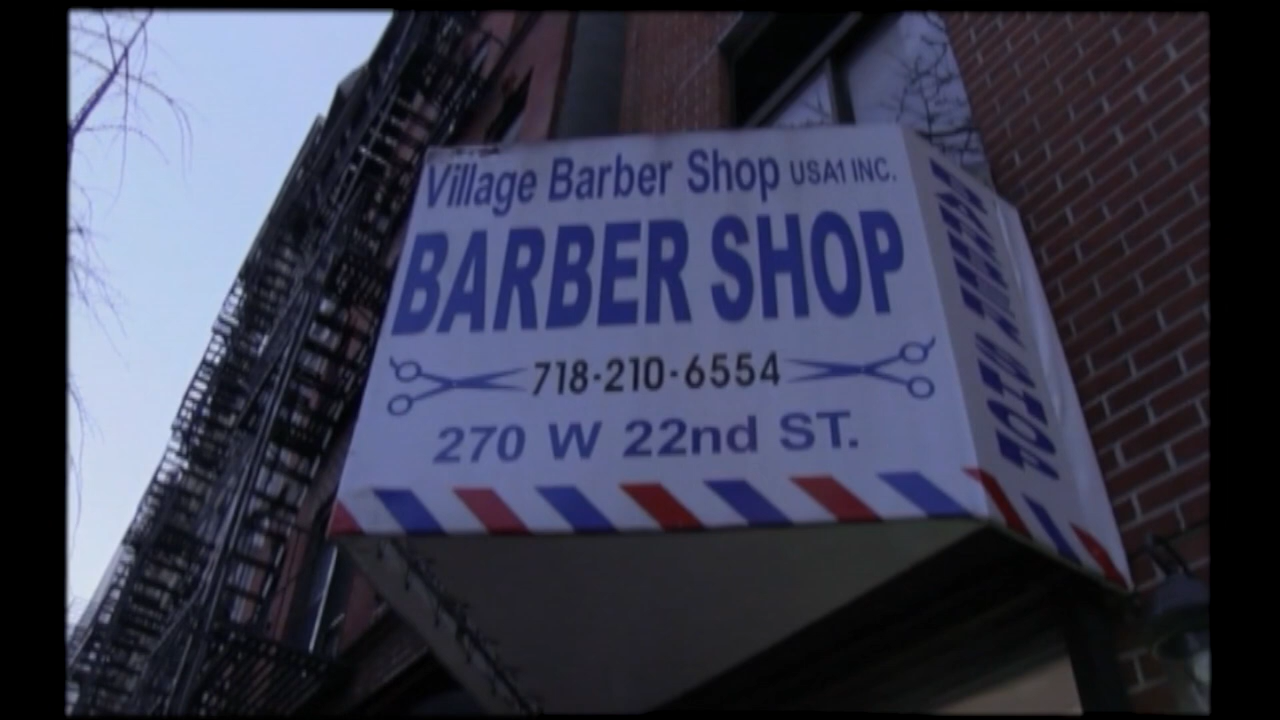 Village Barber Shop USA1 INC.
BARBER SHOP
718-210-6554
270 W 22nd ST.